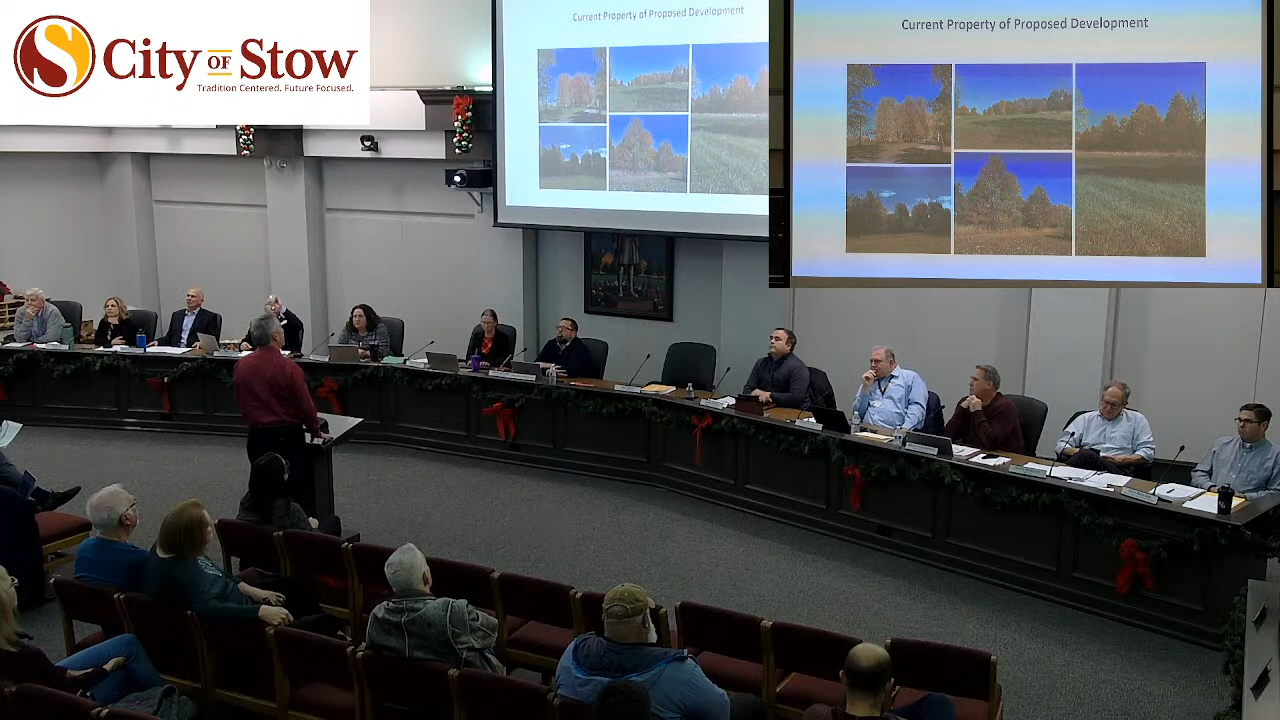 City OF Stow
Tradition Centered. Future Focused.
Current Property of Proposed Development
Current Property of Proposed Development